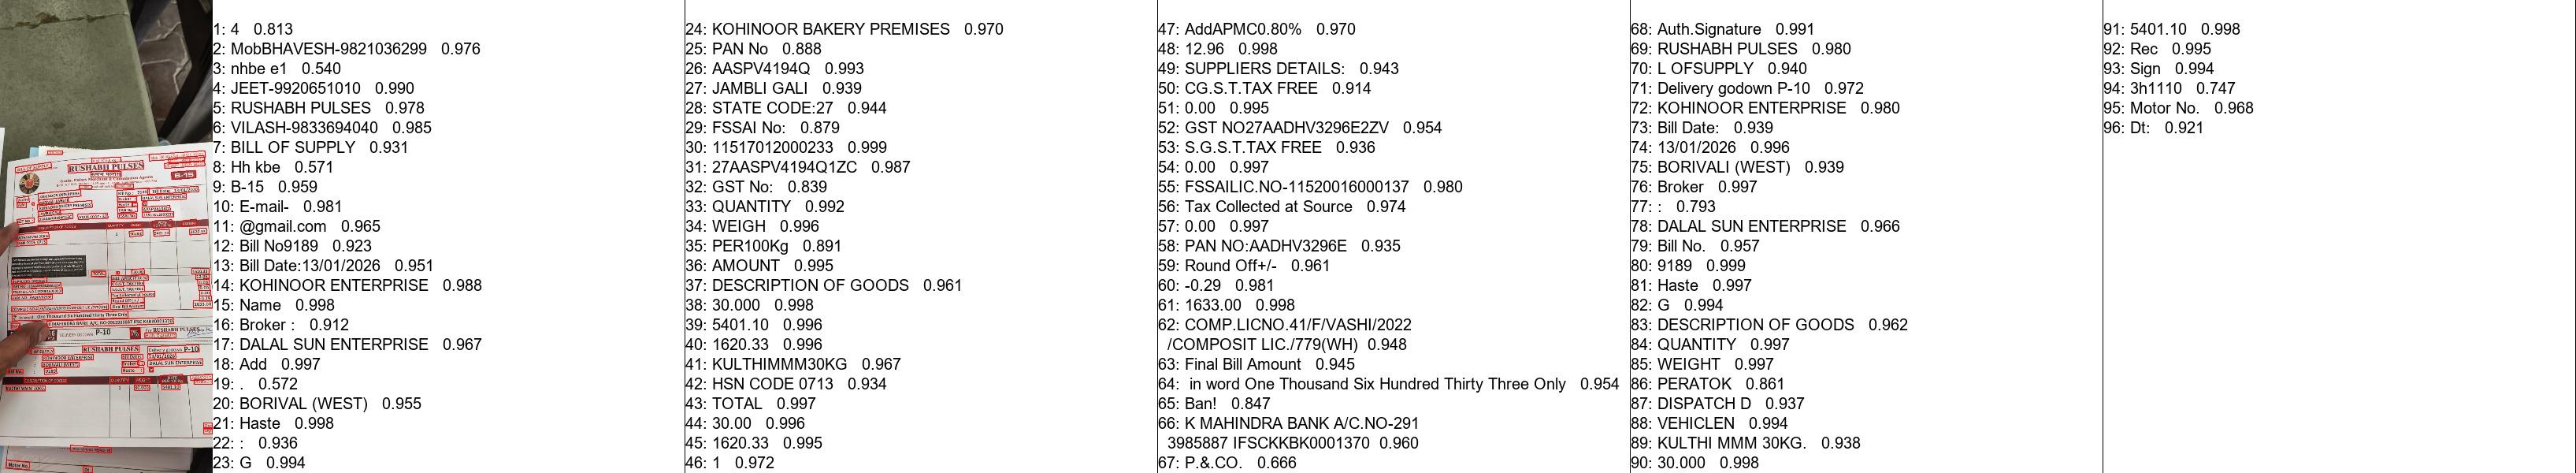 1: 4 0.813
2: MobBHAVESH-9821036299 0.976
3: nhbe e1 0.540
4: JEET-9920651010 0.990
5: RUSHABH PULSES 0.978
6: VILASH-9833694040 0.985
7: BILL OF SUPPLY 0.931
8: Hh kbe 0.571
9: B-15 0.959
10: E-mail- 0.981
11: @gmail.com 0.965
12: Bill No9189 0.923
13: Bill Date:13/01/2026 0.951
14: KOHINOOR ENTERPRISE 0.988
15: Name 0.998
16: Broker : 0.912
17: DALAL SUN ENTERPRISE 0.967
18: Add 0.997
19: . 0.572
20: BORIVAL (WEST) 0.955
21: Haste 0.998
22: : 0.936
23: G 0.994
24: KOHINOOR BAKERY PREMISES 0.970
25: PAN No 0.888
26: AASPV4194Q 0.993
27: JAMBLI GALI 0.939
28: STATE CODE:27 0.944
29: FSSAI No: 0.879
30: 11517012000233 0.999
31: 27AASPV4194Q1ZC 0.987
32: GST No: 0.839
33: QUANTITY 0.992
34: WEIGH 0.996
35: PER100Kg 0.891
36: AMOUNT 0.995
37: DESCRIPTION OF GOODS 0.961
38: 30.000 0.998
39: 5401.10 0.996
40: 1620.33 0.996
41: KULTHIMMM30KG 0.967
42: HSN CODE 0713 0.934
43: TOTAL 0.997
44: 30.00 0.996
45: 1620.33 0.995
46: 1 0.972
47: AddAPMC0.80% 0.970
48: 12.96 0.998
49: SUPPLIERS DETAILS: 0.943
50: CG.S.T.TAX FREE 0.914
51: 0.00 0.995
52: GST NO27AADHV3296E2ZV 0.954
53: S.G.S.T.TAX FREE 0.936
54: 0.00 0.997
55: FSSAILIC.NO-11520016000137 0.980
56: Tax Collected at Source 0.974
57: 0.00 0.997
58: PAN NO:AADHV3296E 0.935
59: Round Off+/- 0.961
60: -0.29 0.981
61: 1633.00 0.998
62: COMP.LICNO.41/F/VASHI/2022
/COMPOSIT LIC./779(WH) 0.948
63: Final Bill Amount 0.945
64: in word One Thousand Six Hundred Thirty Three Only 0.954
65: Ban! 0.847
66: K MAHINDRA BANK A/C.NO-291
3985887 IFSCKKBK0001370 0.960
67: P.&.CO. 0.666
68: Auth.Signature 0.991
69: RUSHABH PULSES 0.980
70: L OFSUPPLY 0.940
71: Delivery godown P-10 0.972
72: KOHINOOR ENTERPRISE 0.980
73: Bill Date: 0.939
74: 13/01/2026 0.996
75: BORIVALI (WEST) 0.939
76: Broker 0.997
77: : 0.793
78: DALAL SUN ENTERPRISE 0.966
79: Bill No. 0.957
80: 9189 0.999
81: Haste 0.997
82: G 0.994
83: DESCRIPTION OF GOODS 0.962
84: QUANTITY 0.997
85: WEIGHT 0.997
86: PERATOK 0.861
87: DISPATCH D 0.937
88: VEHICLEN 0.994
89: KULTHI MMM 30KG. 0.938
90: 30.000 0.998
91: 5401.10 0.998
92: Rec 0.995
93: Sign 0.994
94: 3h1110 0.747
95: Motor No. 0.968
96: Dt: 0.921
RUSHABH PULSES
B-15
P-10
RUSHABH PULSES